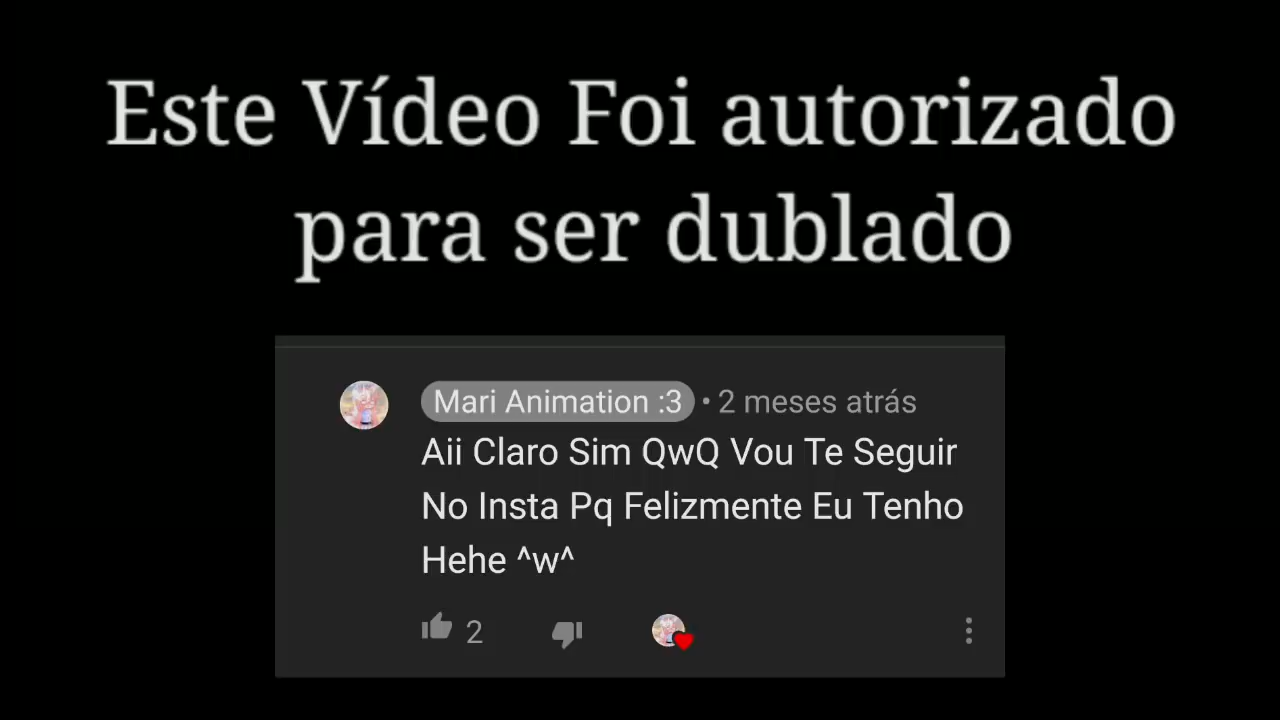 Este Vídeo Foi autorizado
para ser dublado
Mari Animation :3 • 2 meses atrás
Aii Claro Sim QwQ Vou Te Seguir
No Insta Pq Felizmente Eu Tenho
Hehe ^w^
2